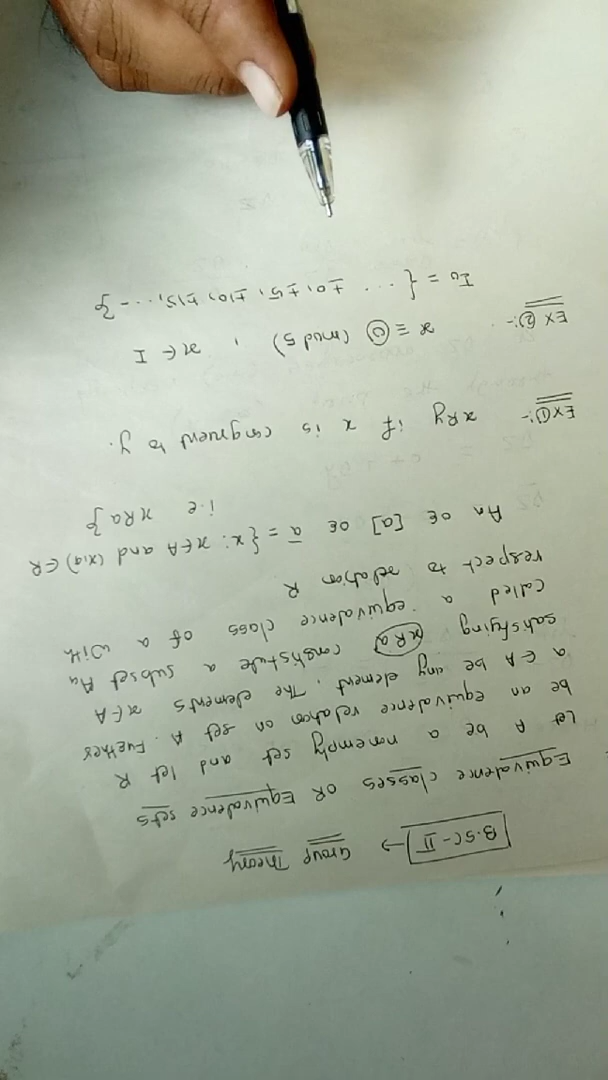 B.SC-II → Group Theory
Equivalence classes OR Equivalence sets
Let A be a nonempty set and let R
be an equivalence relation on set A. Further
a ∈ A be any element. The elements x ∈ A
satisfying xRa constitute a subset Aa
called a equivalence class of a with
respect to relation R
Aa OR [a] OR a̅ = {x: x∈A and (x,a) ∈ R
i.e xRa}
EX①:- xRy if x is congruent to y.
EX②:- x ≡ 0 (mod 5) , x ∈ I
I₀ = { ... ±0, ±5, ±10, ±15, ... }